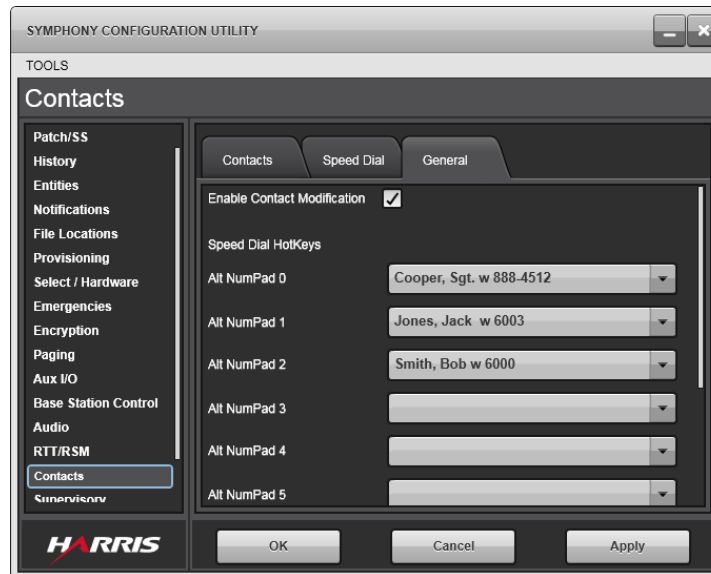 SYMPHONY CONFIGURATION UTILITY
TOOLS
Contacts
Patch/SS
History
Entities
Notifications
File Locations
Provisioning
Select / Hardware
Emergencies
Encryption
Paging
Aux I/O
Base Station Control
Audio
RTT/RSM
Contacts
Supervisory
Contacts Speed Dial General
Enable Contact Modification
Speed Dial HotKeys
Alt NumPad 0 Cooper, Sgt. w 888-4512
Alt NumPad 1 Jones, Jack w 6003
Alt NumPad 2 Smith, Bob w 6000
Alt NumPad 3
Alt NumPad 4
Alt NumPad 5
HARRIS
OK Cancel Apply